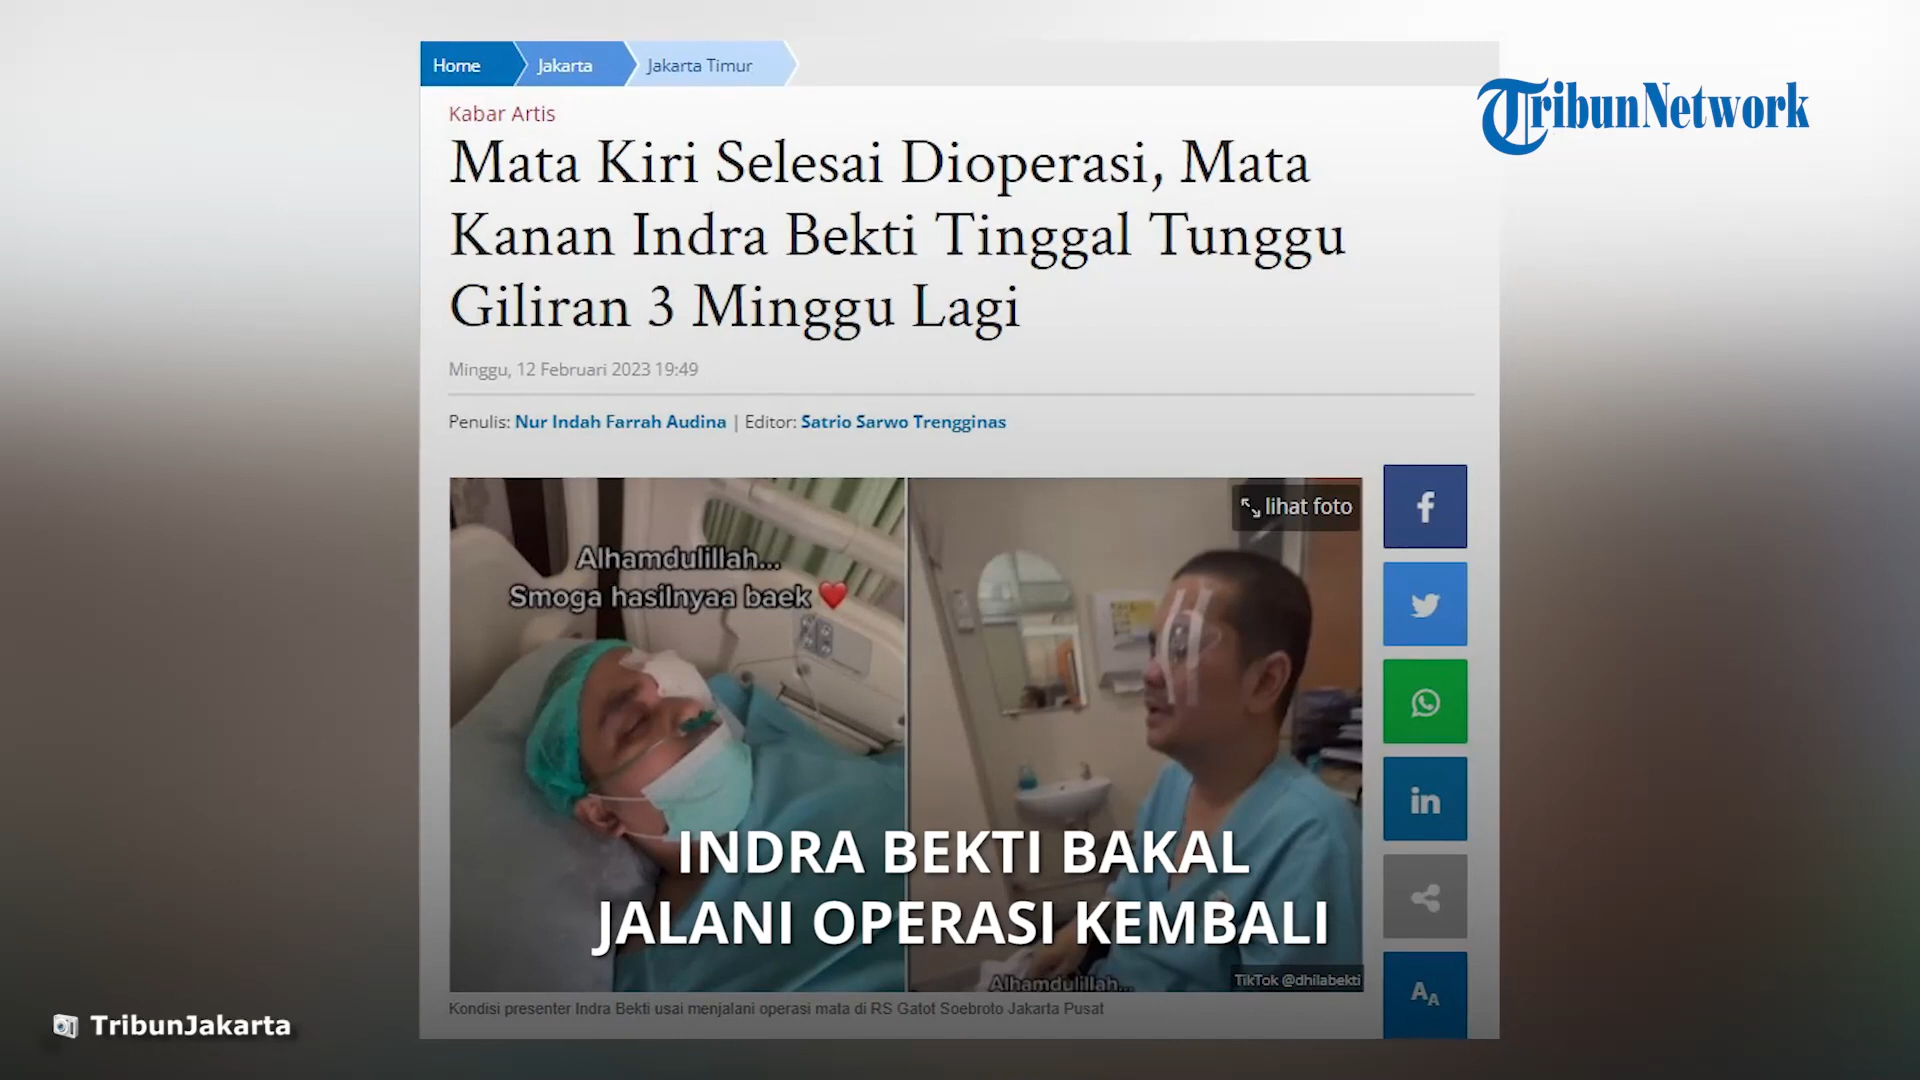 Home
Jakarta
Jakarta Timur
TribunNetwork
Kabar Artis
Mata Kiri Selesai Dioperasi, Mata
Kanan Indra Bekti Tinggal Tunggu
Giliran 3 Minggu Lagi
Minggu, 12 Februari 2023 19:49
Penulis: Nur Indah Farrah Audina | Editor: Satrio Sarwo Trengginas
lihat foto
Alhamdulillah...
Smoga hasilnyaa baek ❤️
INDRA BEKTI BAKAL
JALANI OPERASI KEMBALI
Alhamdulillah...
TikTok @dhilabekti
Kondisi presenter Indra Bekti usai menjalani operasi mata di RS Gatot Soebroto Jakarta Pusat
f
in
AA
TribunJakarta